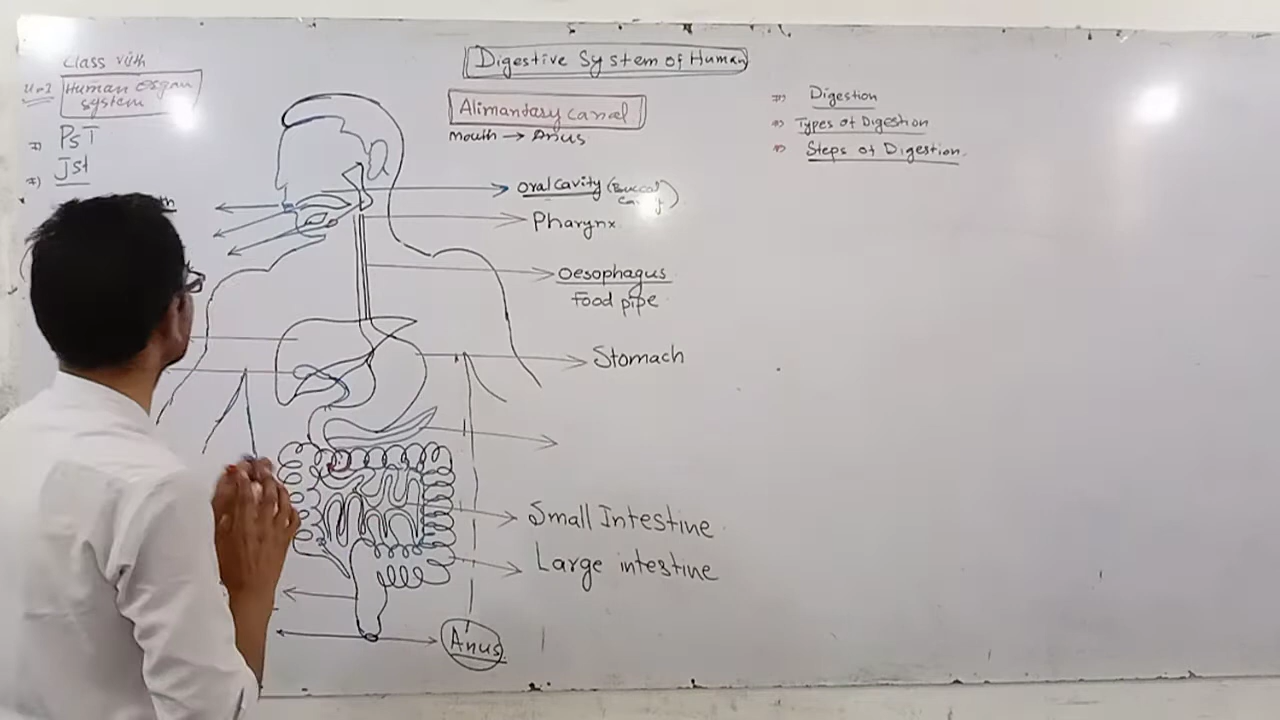 Class VIIth
Unit
Human Organ
System
PST
Jst
Digestive System of Human
Alimantary canal
Mouth → Anus
Oral cavity (Buccal
cavity)
Pharynx
Oesophagus
Food pipe
Stomach
Small Intestine
Large intestine
Anus
Digestion
Types of Digestion
Steps of Digestion